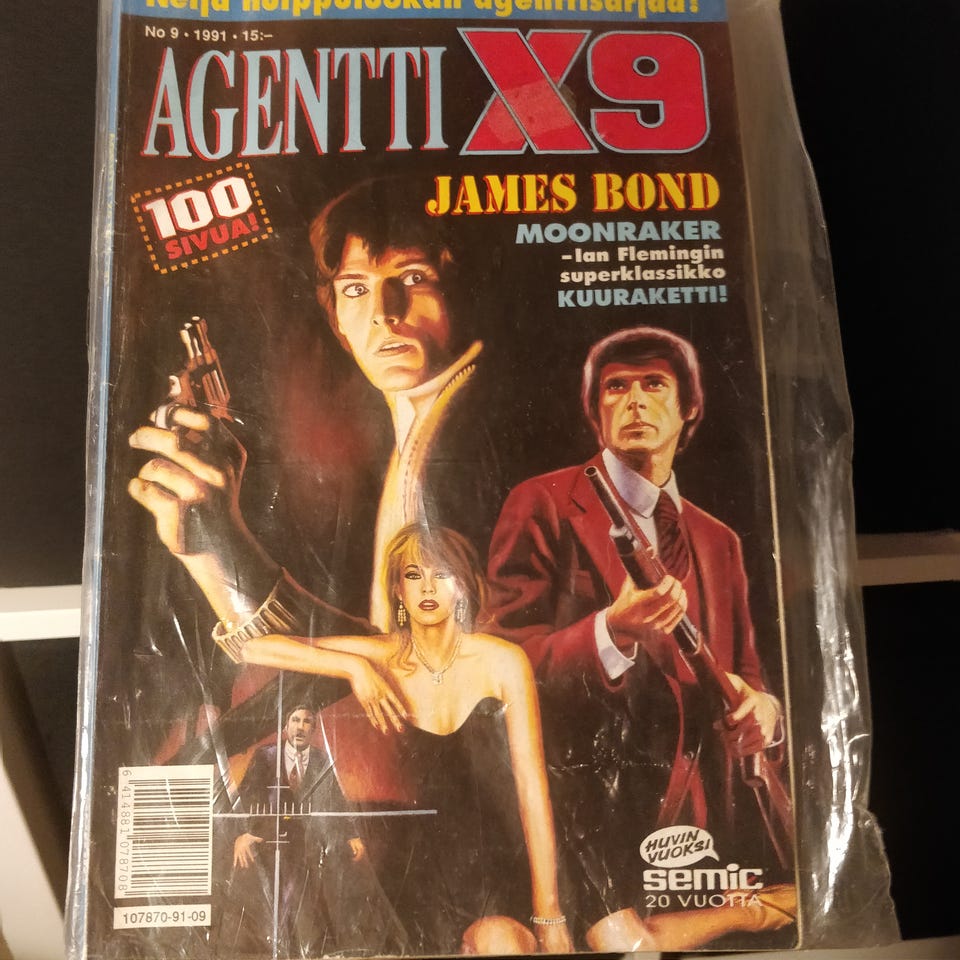 Neljä huippuluokan agenttisarjaa!
No 9 • 1991 • 15:–
AGENTTI X9
100
SIVUA!
JAMES BOND
MOONRAKER
–Ian Flemingin
superklassikko
KUURAKETTI!
HUVIN
VUOKSI
semic
20 VUOTTA
6 414881 078708
107870-91-09